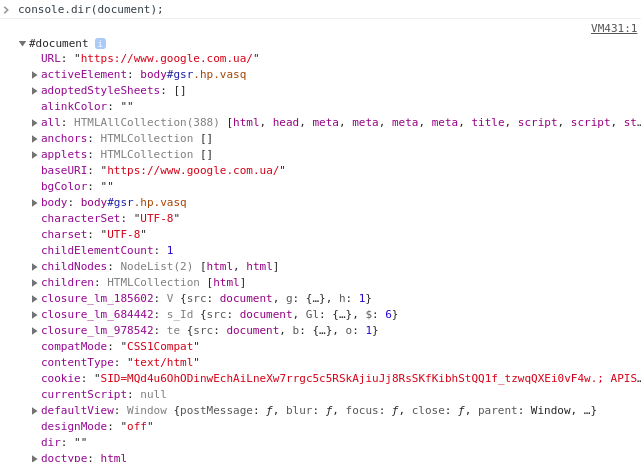 console.dir(document);
VM431:1
#document i
URL: "https://www.google.com.ua/"
activeElement: body#gsr.hp.vasq
adoptedStyleSheets: []
alinkColor: ""
all: HTMLAllCollection(388) [html, head, meta, meta, meta, meta, title, script, script, st…
anchors: HTMLCollection []
applets: HTMLCollection []
baseURI: "https://www.google.com.ua/"
bgColor: ""
body: body#gsr.hp.vasq
characterSet: "UTF-8"
charset: "UTF-8"
childElementCount: 1
childNodes: NodeList(2) [html, html]
children: HTMLCollection [html]
closure_lm_185602: V {src: document, g: {…}, h: 1}
closure_lm_684442: s_Id {src: document, Gl: {…}, $: 6}
closure_lm_978542: te {src: document, b: {…}, o: 1}
compatMode: "CSS1Compat"
contentType: "text/html"
cookie: "SID=MQd4u6OhODinwEchAiLneXw7rrgc5c5RSkAjiuJj8RsSKfKibhStQQ1f_tzwqQXEi0vF4w.; APIS…
currentScript: null
defaultView: Window {postMessage: ƒ, blur: ƒ, focus: ƒ, close: ƒ, parent: Window, …}
designMode: "off"
dir: ""
doctype: html